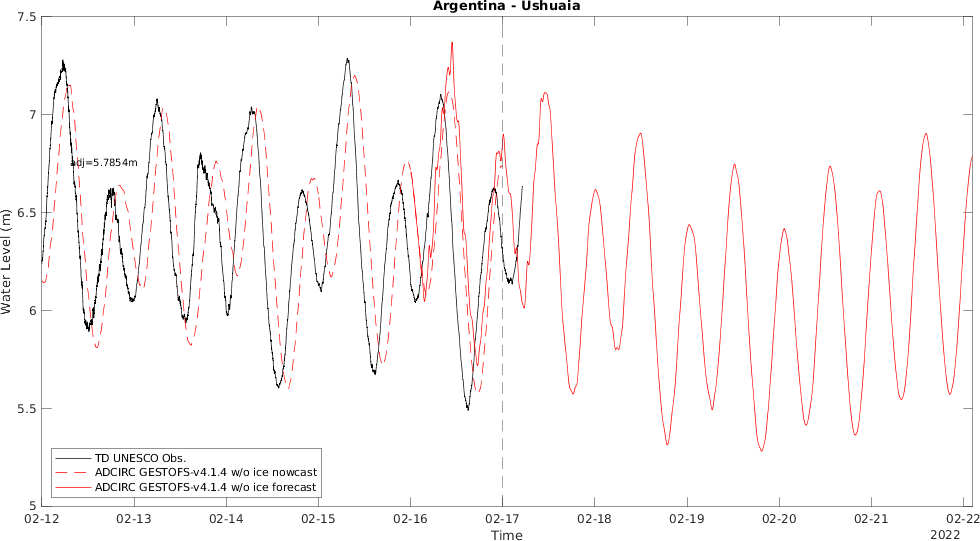 Argentina - Ushuaia
7.5
7
6.5
6
5.5
5
Water Level (m)
adj=5.7854m
TD UNESCO Obs.
ADCIRC GESTOFS-v4.1.4 w/o ice nowcast
ADCIRC GESTOFS-v4.1.4 w/o ice forecast
02-12 02-13 02-14 02-15 02-16 02-17 02-18 02-19 02-20 02-21 02-22
Time
2022